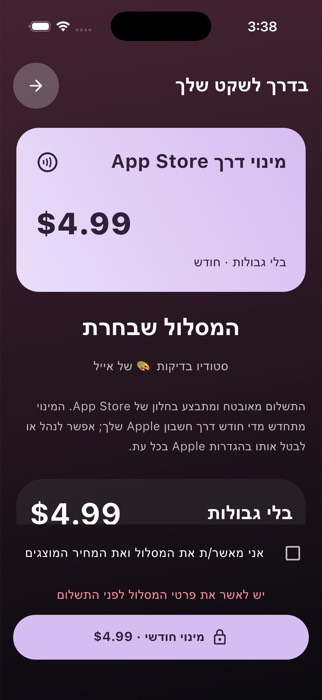 3:38
בדרך לשקט שלך
מינוי דרך App Store
$4.99
בלי גבולות · חודש
המסלול שבחרת
סטודיו בדיקות 🎨 של אייל
התשלום מאובטח ומתבצע בחלון של App Store. המינוי
מתחדש מדי חודש דרך חשבון Apple שלך; אפשר לנהל או
לבטל אותו בהגדרות Apple בכל עת.
בלי גבולות
$4.99
אני מאשר/ת את המסלול ואת המחיר המוצגים
יש לאשר את פרטי המסלול לפני התשלום
מינוי חודשי · $4.99